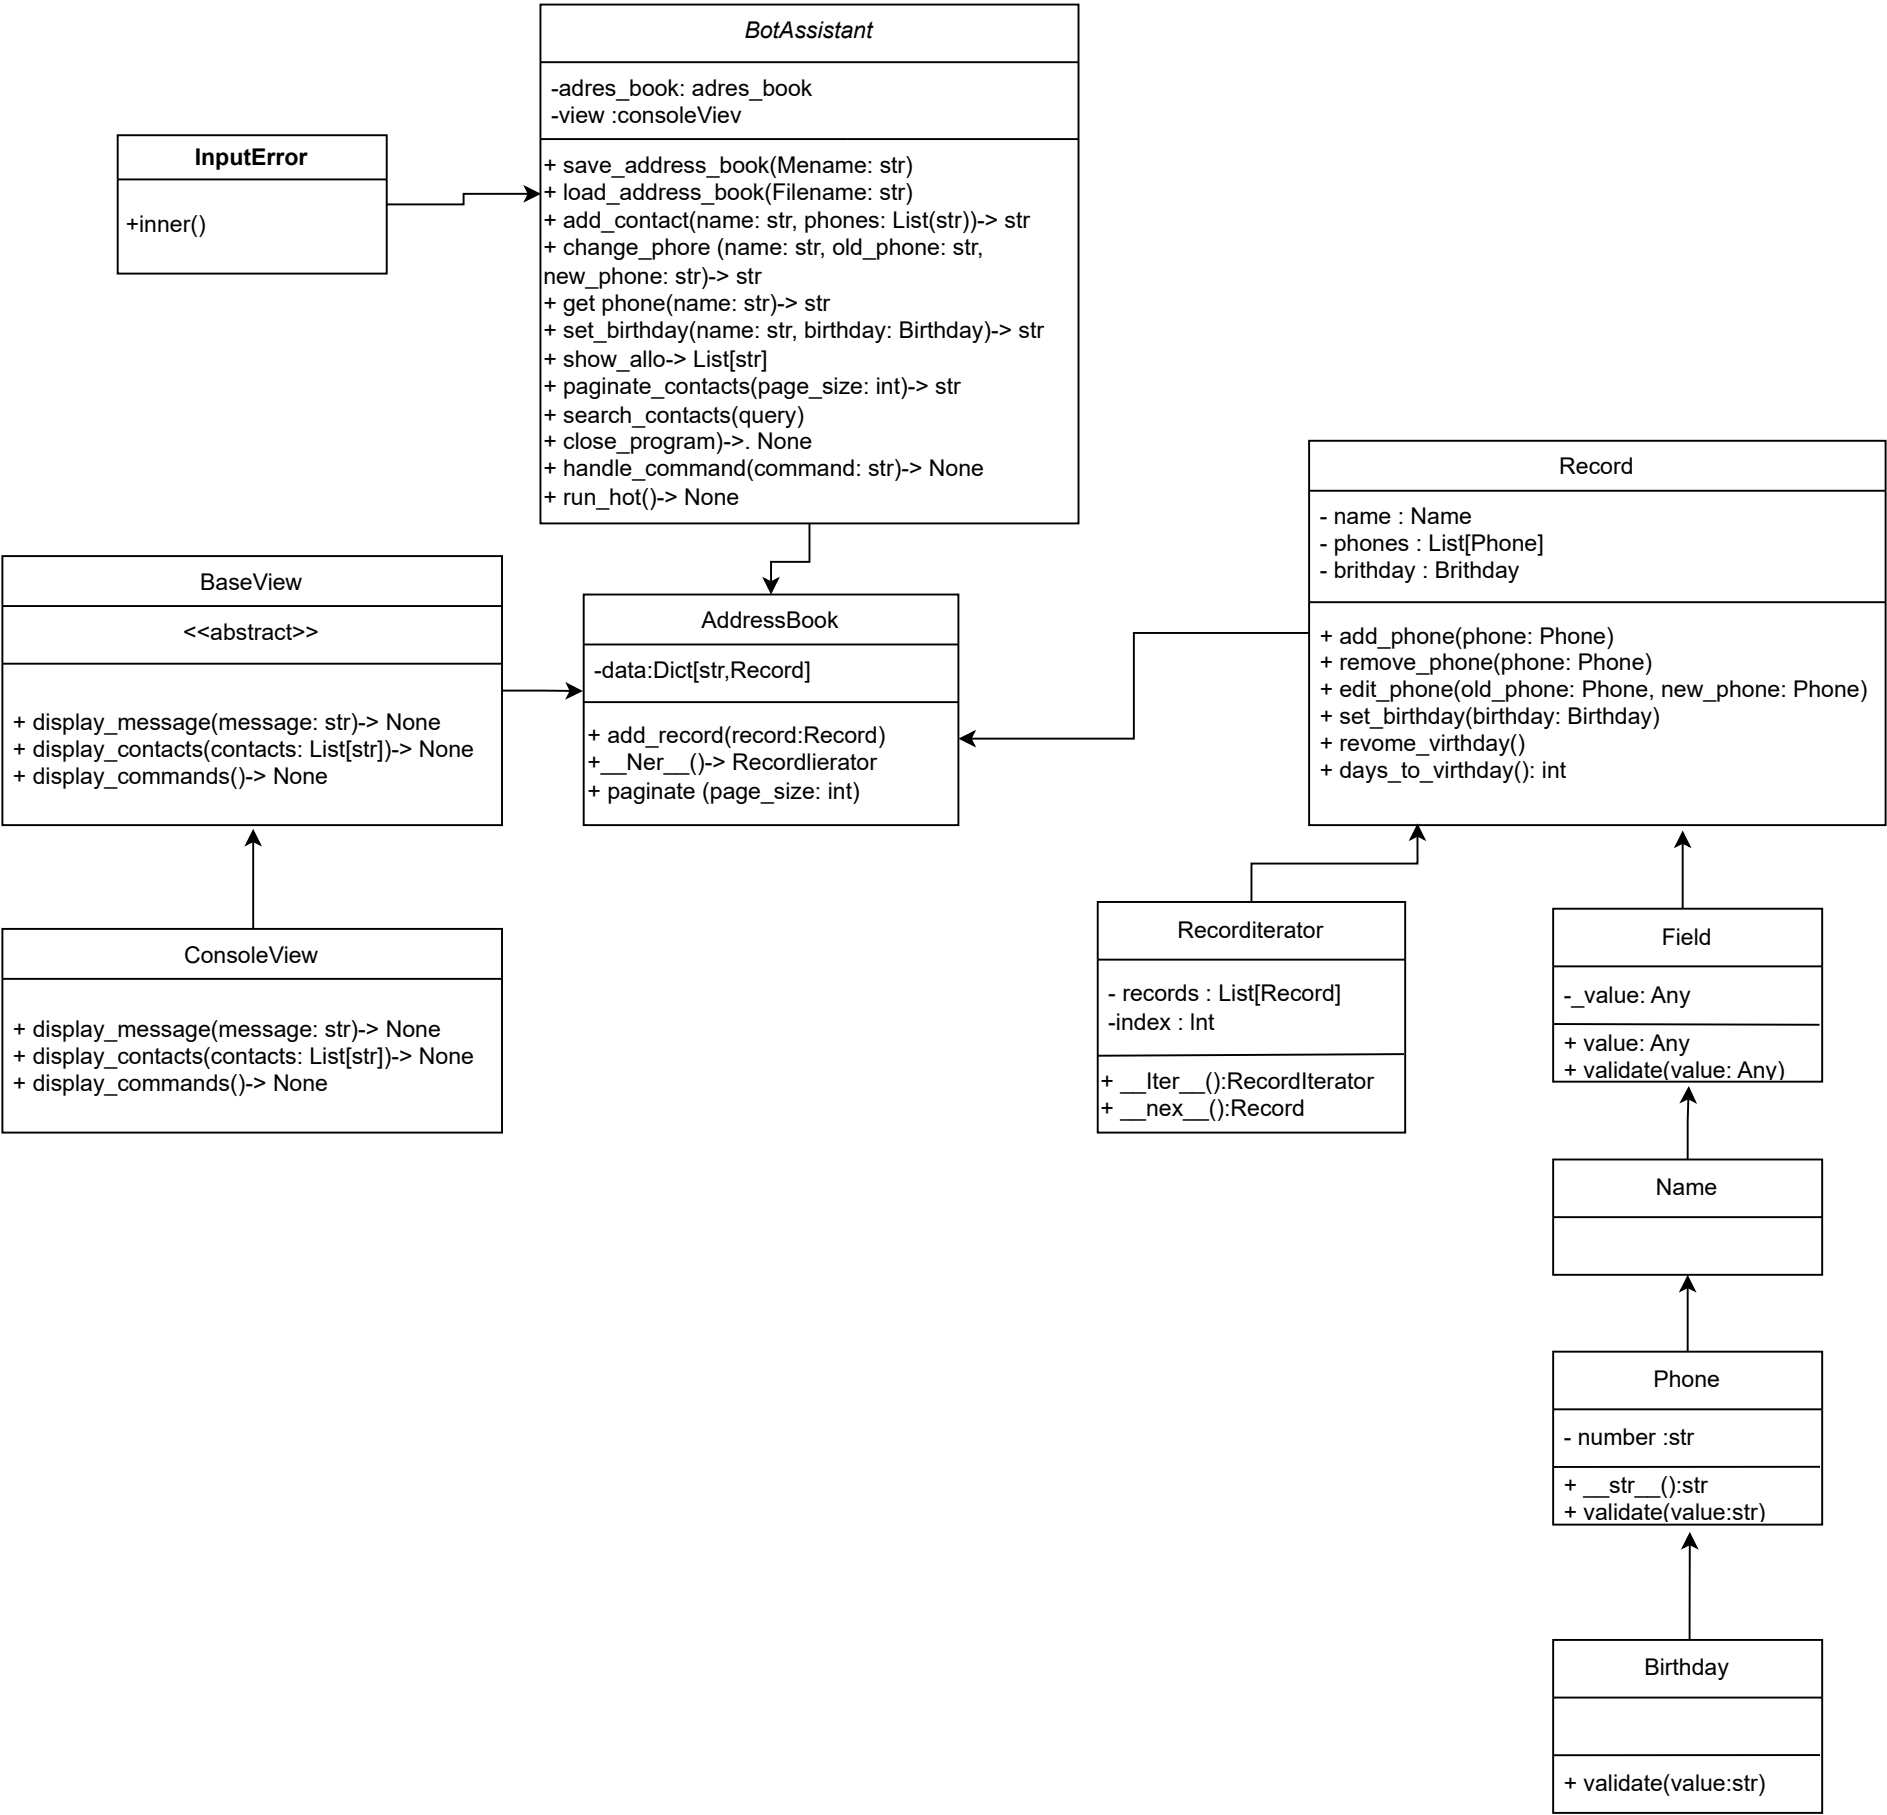 BotAssistant
-adres_book: adres_book
-view :consoleViev
+ save_address_book(Mename: str)
+ load_address_book(Filename: str)
+ add_contact(name: str, phones: List(str))-> str
+ change_phore (name: str, old_phone: str,
new_phone: str)-> str
+ get phone(name: str)-> str
+ set_birthday(name: str, birthday: Birthday)-> str
+ show_allo-> List[str]
+ paginate_contacts(page_size: int)-> str
+ search_contacts(query)
+ close_program)->. None
+ handle_command(command: str)-> None
+ run_hot()-> None
InputError
+inner()
BaseView
<<abstract>>
+ display_message(message: str)-> None
+ display_contacts(contacts: List[str])-> None
+ display_commands()-> None
AddressBook
-data:Dict[str,Record]
+ add_record(record:Record)
+__Ner__()-> Recordlierator
+ paginate (page_size: int)
Record
- name : Name
- phones : List[Phone]
- brithday : Brithday
+ add_phone(phone: Phone)
+ remove_phone(phone: Phone)
+ edit_phone(old_phone: Phone, new_phone: Phone)
+ set_birthday(birthday: Birthday)
+ revome_virthday()
+ days_to_virthday(): int
ConsoleView
+ display_message(message: str)-> None
+ display_contacts(contacts: List[str])-> None
+ display_commands()-> None
Recorditerator
- records : List[Record]
-index : Int
+ __Iter__():RecordIterator
+ __nex__():Record
Field
-_value: Any
+ value: Any
+ validate(value: Any)
Name
Phone
- number :str
+ __str__():str
+ validate(value:str)
Birthday
+ validate(value:str)